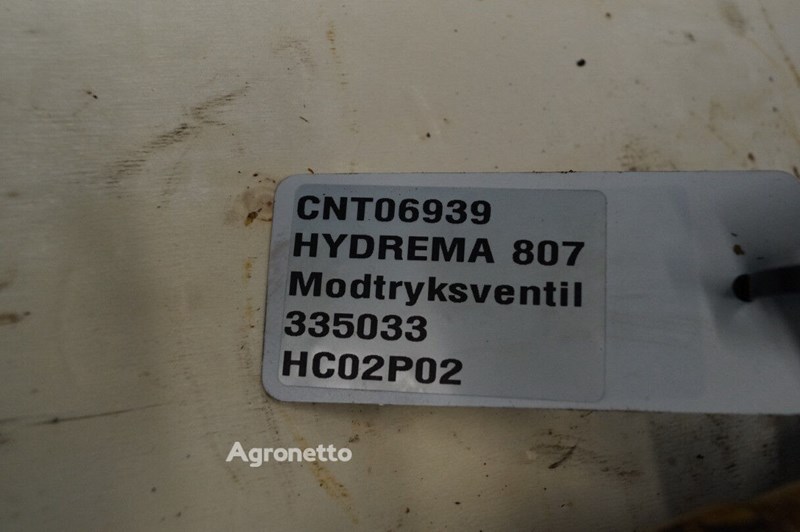 CNT06939
HYDREMA 807
Modtryksventil
335033
HC02P02
Agronetto